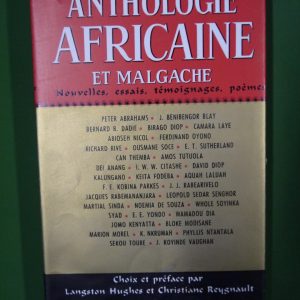 ANTHOLOGIE
AFRICAINE
ET MALGACHE
Nouvelles, essais, témoignages, poèmes
PETER ABRAHAMS • J. BENIBENGOR BLAY
BERNARD B. DADIE • BIRAGO DIOP • CAMARA LAYE
ABIOSEH NICOL • FERDINAND OYONO
RICHARD RIVE • OUSMANE SOCE • E. T. SUTHERLAND
CAN THEMBA • AMOS TUTUOLA
DEI ANANG • I. W. W. CITASHE • DAVID DIOP
KALUNGANO • KEITA FODEBA • AQUAH LALUAH
F. E. KOBINA PARKES • J. J. RABEARIVELO
JACQUES RABEMANANJARA • LEOPOLD SEDAR SENGHOR
MARTIAL SINDA • NOEMIA DE SOUZA • WHOLE SOYINKA
SYAD • E. E. YONDO • MAMADOU DIA
JOMO KENYATTA • BLOKE MODISANE
MARION MOREL • K. NKRUMAH • PHYLLIS NTANTALA
SEKOU TOURE • J. KOYINDE VAUGHAN
Choix et préface par
Langston Hughes et Christiane Reygnault